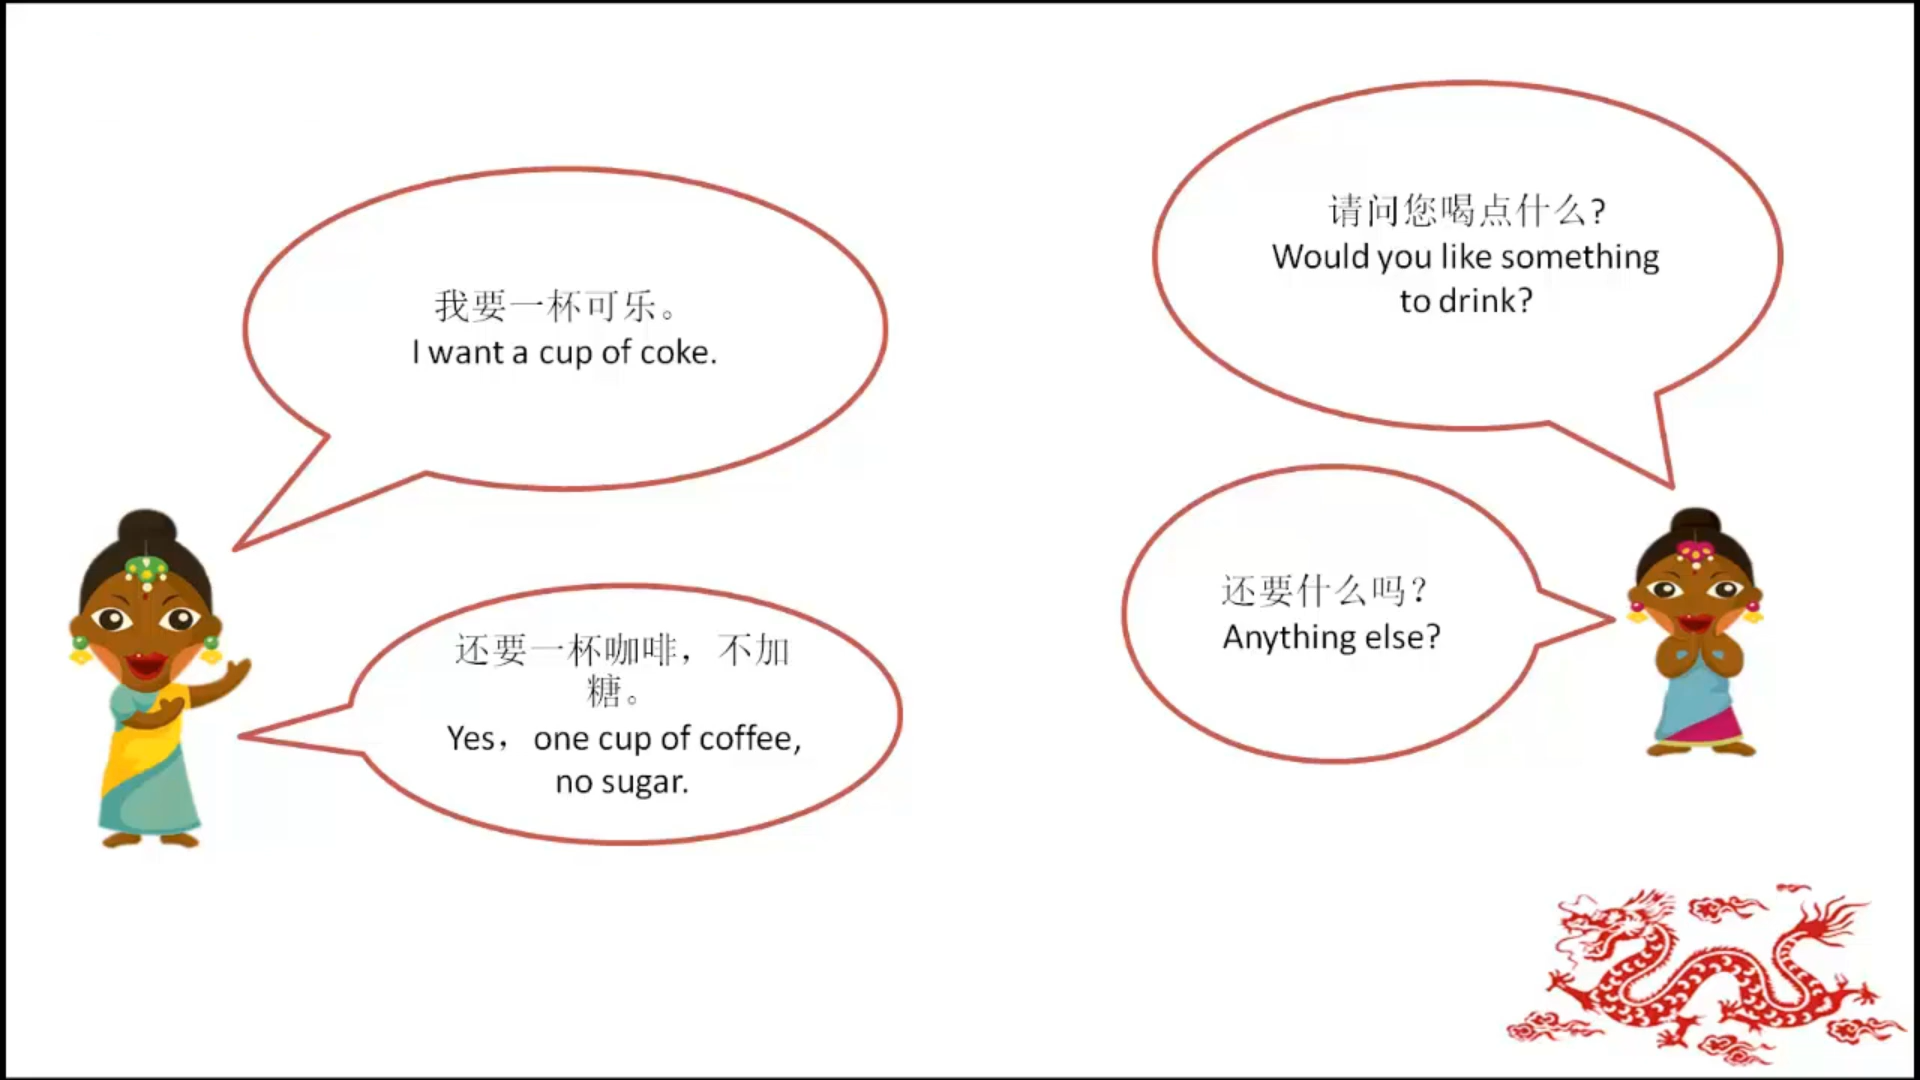 请问您喝点什么?
Would you like something
to drink?
我要一杯可乐。
I want a cup of coke.
还要什么吗?
Anything else?
还要一杯咖啡，不加
糖。
Yes， one cup of coffee,
no sugar.